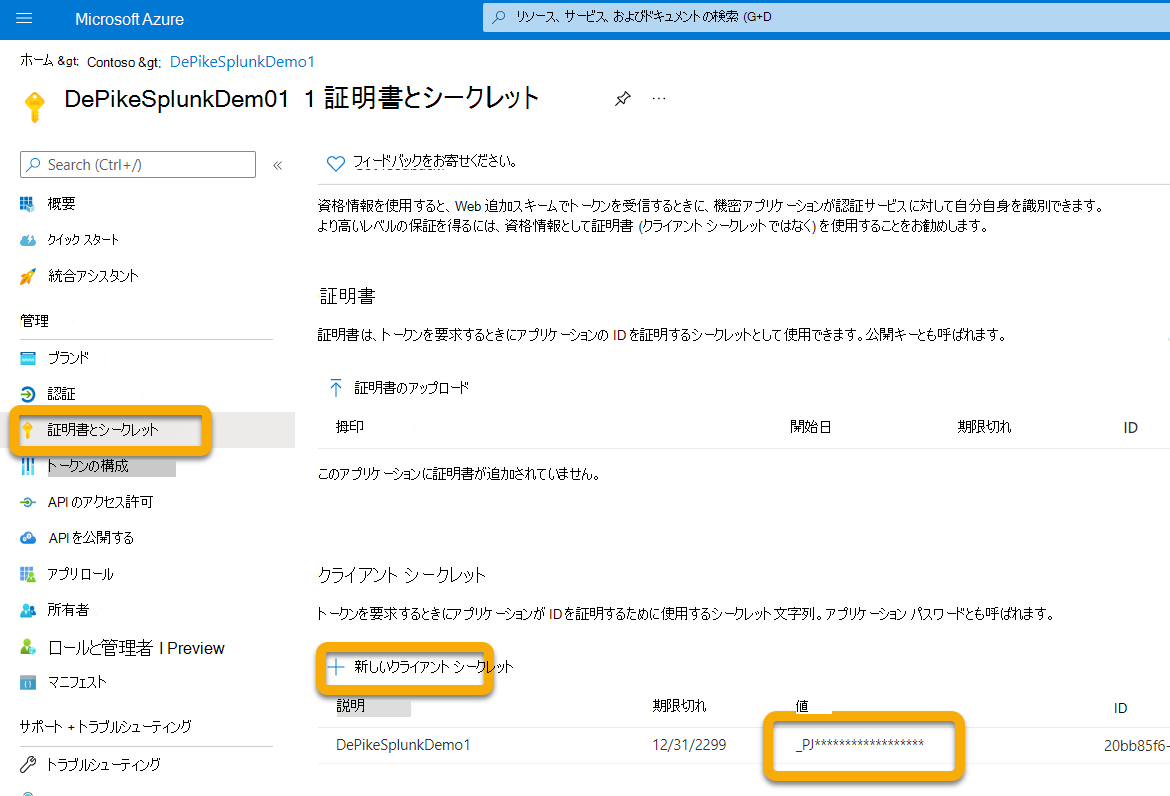 Microsoft Azure
リソース、サービス、およびドキュメントの検索 (G+D
ホーム &gt; Contoso &gt; DePikeSplunkDemo1
DePikeSplunkDem01 1 証明書とシークレット
Search (Ctrl+/)
概要
クイック スタート
統合アシスタント
管理
ブランド
認証
証明書とシークレット
トークンの構成
API のアクセス許可
API を公開する
アプリ ロール
所有者
ロールと管理者 I Preview
マニフェスト
サポート + トラブルシューティング
トラブルシューティング
フィードバックをお寄せください。
資格情報を使用すると、Web 追加スキームでトークンを受信するときに、機密アプリケーションが認証サービスに対して自分自身を識別できます。
より高いレベルの保証を得るには、資格情報として証明書 (クライアント シークレットではなく) を使用することをお勧めします。
証明書
証明書は、トークンを要求するときにアプリケーションの ID を証明するシークレットとして使用できます。公開キーとも呼ばれます。
証明書のアップロード
拇印 開始日 期限切れ ID
このアプリケーションに証明書が追加されていません。
クライアント シークレット
トークンを要求するときにアプリケーションが ID を証明するために使用するシークレット文字列。アプリケーション パスワードとも呼ばれます。
新しいクライアント シークレット
説明 期限切れ 値 ID
DePikeSplunkDemo1 12/31/2299 _PJ****************** 20bb85f6-